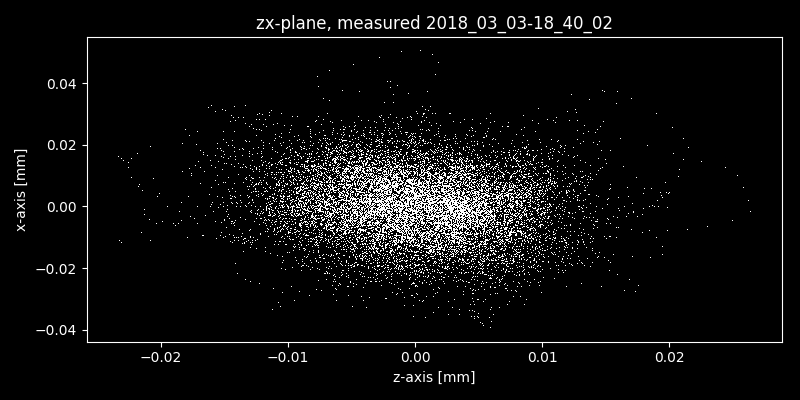 zx-plane, measured 2018_03_03-18_40_02
0.04
0.02
0.00
−0.02
−0.04
x-axis [mm]
−0.02 −0.01 0.00 0.01 0.02
z-axis [mm]